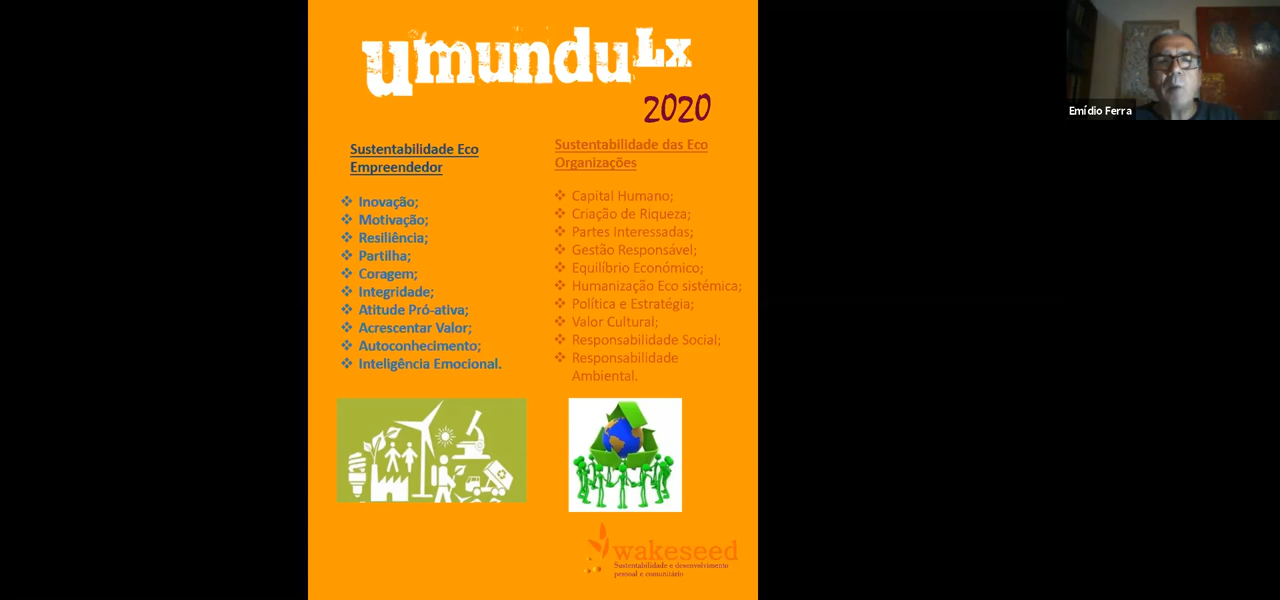 umunduLx
2020
Sustentabilidade Eco
Empreendedor
❖ Inovação;
❖ Motivação;
❖ Resiliência;
❖ Partilha;
❖ Coragem;
❖ Integridade;
❖ Atitude Pró-ativa;
❖ Acrescentar Valor;
❖ Autoconhecimento;
❖ Inteligência Emocional.
Sustentabilidade das Eco
Organizações
❖ Capital Humano;
❖ Criação de Riqueza;
❖ Partes Interessadas;
❖ Gestão Responsável;
❖ Equilíbrio Económico;
❖ Humanização Eco sistémica;
❖ Política e Estratégia;
❖ Valor Cultural;
❖ Responsabilidade Social;
❖ Responsabilidade
Ambiental.
wakeseed
Sustentabilidade e desenvolvimento
pessoal e comunitário
Emídio Ferra